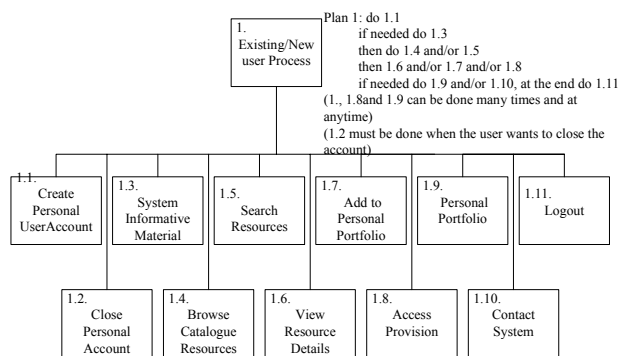 1.
Existing/New
user Process
Plan 1: do 1.1
if needed do 1.3
then do 1.4 and/or 1.5
then 1.6 and/or 1.7 and/or 1.8
if needed do 1.9 and/or 1.10, at the end do 1.11
(1., 1.8and 1.9 can be done many times and at
anytime)
(1.2 must be done when the user wants to close the
account)
1.1.
Create
Personal
UserAccount
1.3.
System
Informative
Material
1.5.
Search
Resources
1.7.
Add to
Personal
Portfolio
1.9.
Personal
Portfolio
1.11.
Logout
1.2.
Close
Personal
Account
1.4.
Browse
Catalogue
Resources
1.6.
View
Resource
Details
1.8.
Access
Provision
1.10.
Contact
System